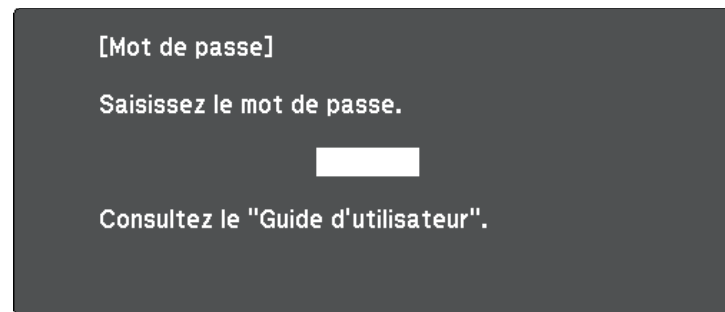 [Mot de passe]
Saisissez le mot de passe.
Consultez le "Guide d'utilisateur".